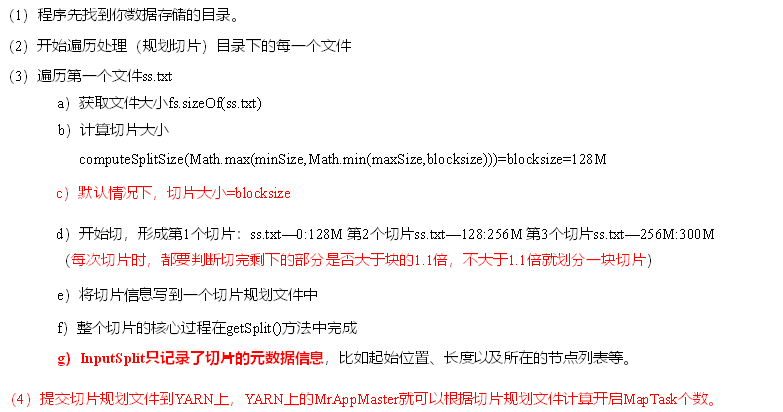 (1) 程序先找到你数据存储的目录。
(2) 开始遍历处理（规划切片）目录下的每一个文件
(3) 遍历第一个文件ss.txt
a）获取文件大小fs.sizeOf(ss.txt)
b）计算切片大小
computeSplitSize(Math.max(minSize,Math.min(maxSize,blocksize)))=blocksize=128M
c）默认情况下，切片大小=blocksize
d）开始切，形成第1个切片：ss.txt—0:128M 第2个切片ss.txt—128:256M 第3个切片ss.txt—256M:300M
（每次切片时，都要判断切完剩下的部分是否大于块的1.1倍，不大于1.1倍就划分一块切片）
e）将切片信息写到一个切片规划文件中
f）整个切片的核心过程在getSplit()方法中完成
g）InputSplit只记录了切片的元数据信息，比如起始位置、长度以及所在的节点列表等。
(4) 提交切片规划文件到YARN上，YARN上的MrAppMaster就可以根据切片规划文件计算开启MapTask个数。